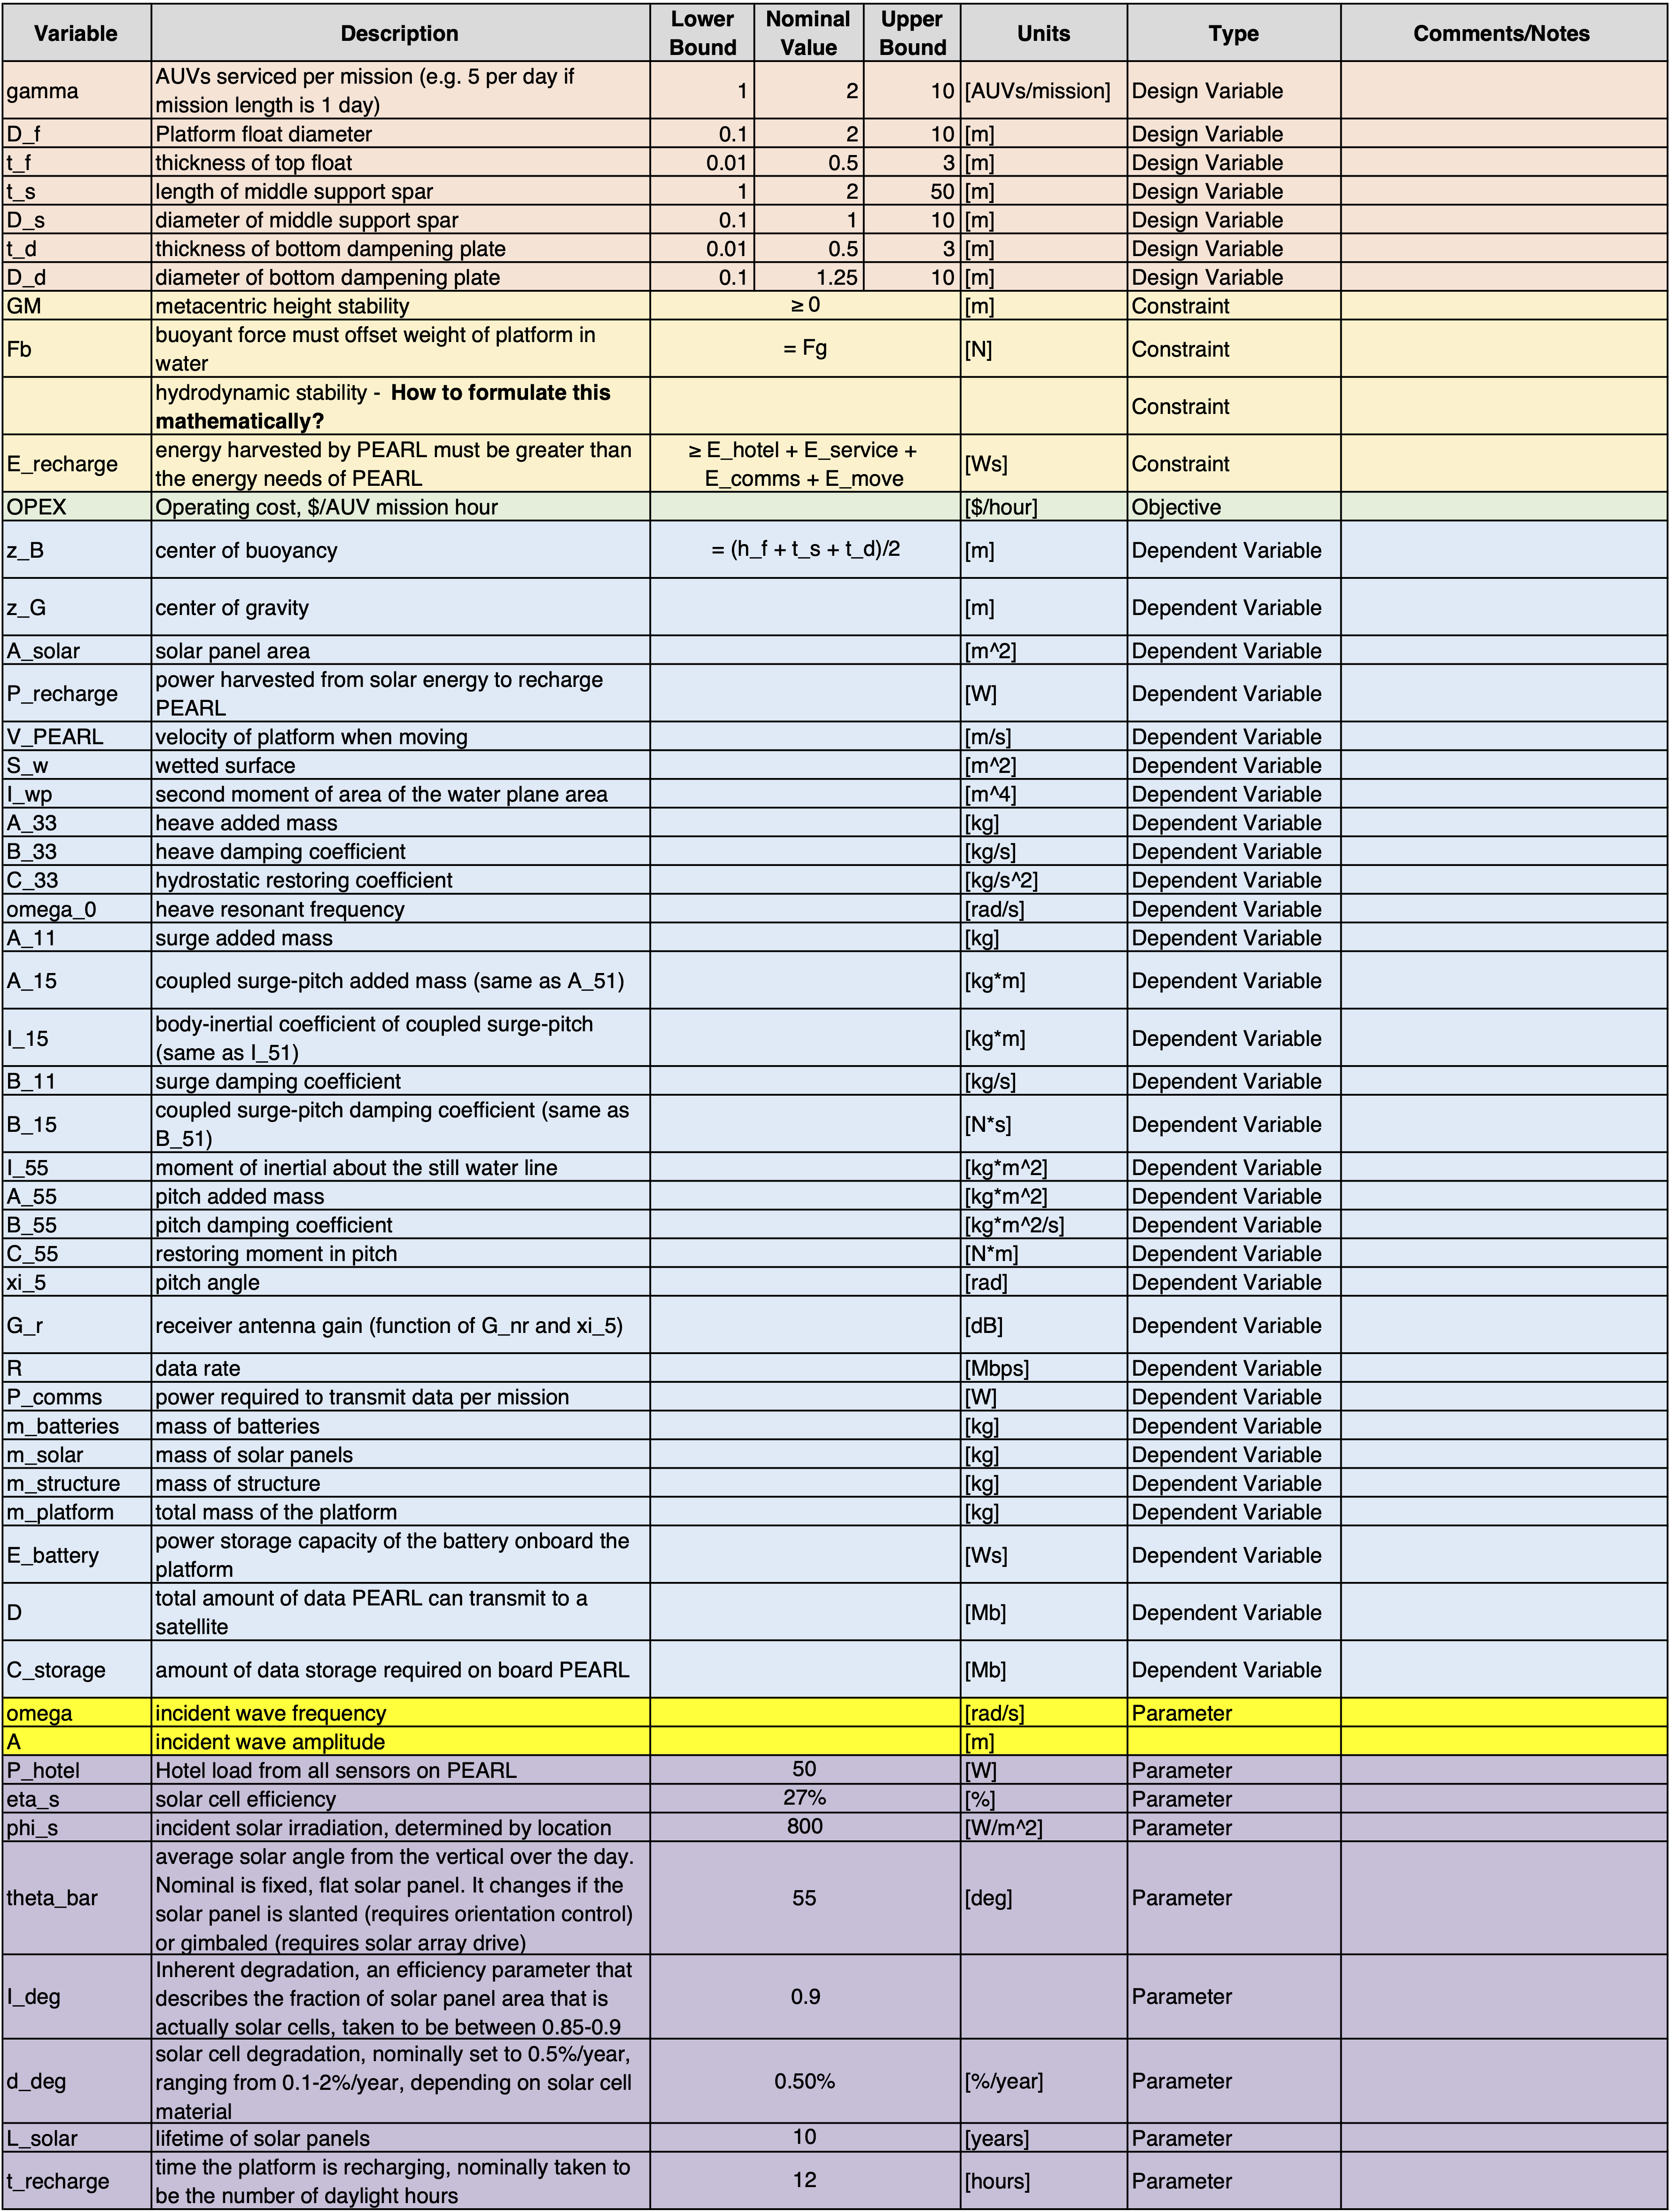 Variable Description Lower Bound Nominal Value Upper Bound Units Type Comments/Notes
gamma AUVs serviced per mission (e.g. 5 per day if
mission length is 1 day) 1 2 10 [AUVs/mission] Design Variable
D_f Platform float diameter 0.1 2 10 [m] Design Variable
t_f thickness of top float 0.01 0.5 3 [m] Design Variable
t_s length of middle support spar 1 2 50 [m] Design Variable
D_s diameter of middle support spar 0.1 1 10 [m] Design Variable
t_d thickness of bottom dampening plate 0.01 0.5 3 [m] Design Variable
D_d diameter of bottom dampening plate 0.1 1.25 10 [m] Design Variable
GM metacentric height stability ≥ 0 [m] Constraint
Fb buoyant force must offset weight of platform in
water = Fg [N] Constraint
hydrodynamic stability - How to formulate this
mathematically? Constraint
E_recharge energy harvested by PEARL must be greater than
the energy needs of PEARL ≥ E_hotel + E_service +
E_comms + E_move [Ws] Constraint
OPEX Operating cost, $/AUV mission hour [$/hour] Objective
z_B center of buoyancy = (h_f + t_s + t_d)/2 [m] Dependent Variable
z_G center of gravity [m] Dependent Variable
A_solar solar panel area [m^2] Dependent Variable
P_recharge power harvested from solar energy to recharge
PEARL [W] Dependent Variable
V_PEARL velocity of platform when moving [m/s] Dependent Variable
S_w wetted surface [m^2] Dependent Variable
I_wp second moment of area of the water plane area [m^4] Dependent Variable
A_33 heave added mass [kg] Dependent Variable
B_33 heave damping coefficient [kg/s] Dependent Variable
C_33 hydrostatic restoring coefficient [kg/s^2] Dependent Variable
omega_0 heave resonant frequency [rad/s] Dependent Variable
A_11 surge added mass [kg] Dependent Variable
A_15 coupled surge-pitch added mass (same as A_51) [kg*m] Dependent Variable
I_15 body-inertial coefficient of coupled surge-pitch
(same as I_51) [kg*m] Dependent Variable
B_11 surge damping coefficient [kg/s] Dependent Variable
B_15 coupled surge-pitch damping coefficient (same as
B_51) [N*s] Dependent Variable
I_55 moment of inertial about the still water line [kg*m^2] Dependent Variable
A_55 pitch added mass [kg*m^2] Dependent Variable
B_55 pitch damping coefficient [kg*m^2/s] Dependent Variable
C_55 restoring moment in pitch [N*m] Dependent Variable
xi_5 pitch angle [rad] Dependent Variable
G_r receiver antenna gain (function of G_nr and xi_5) [dB] Dependent Variable
R data rate [Mbps] Dependent Variable
P_comms power required to transmit data per mission [W] Dependent Variable
m_batteries mass of batteries [kg] Dependent Variable
m_solar mass of solar panels [kg] Dependent Variable
m_structure mass of structure [kg] Dependent Variable
m_platform total mass of the platform [kg] Dependent Variable
E_battery power storage capacity of the battery onboard the
platform [Ws] Dependent Variable
D total amount of data PEARL can transmit to a
satellite [Mb] Dependent Variable
C_storage amount of data storage required on board PEARL [Mb] Dependent Variable
omega incident wave frequency [rad/s] Parameter
A incident wave amplitude [m]
P_hotel Hotel load from all sensors on PEARL 50 [W] Parameter
eta_s solar cell efficiency 27% [%] Parameter
phi_s incident solar irradiation, determined by location 800 [W/m^2] Parameter
theta_bar average solar angle from the vertical over the day.
Nominal is fixed, flat solar panel. It changes if the
solar panel is slanted (requires orientation control)
or gimbaled (requires solar array drive) 55 [deg] Parameter
I_deg Inherent degradation, an efficiency parameter that
describes the fraction of solar panel area that is
actually solar cells, taken to be between 0.85-0.9 0.9 Parameter
d_deg solar cell degradation, nominally set to 0.5%/year,
ranging from 0.1-2%/year, depending on solar cell
material 0.50% [%/year] Parameter
L_solar lifetime of solar panels 10 [years] Parameter
t_recharge time the platform is recharging, nominally taken to
be the number of daylight hours 12 [hours] Parameter